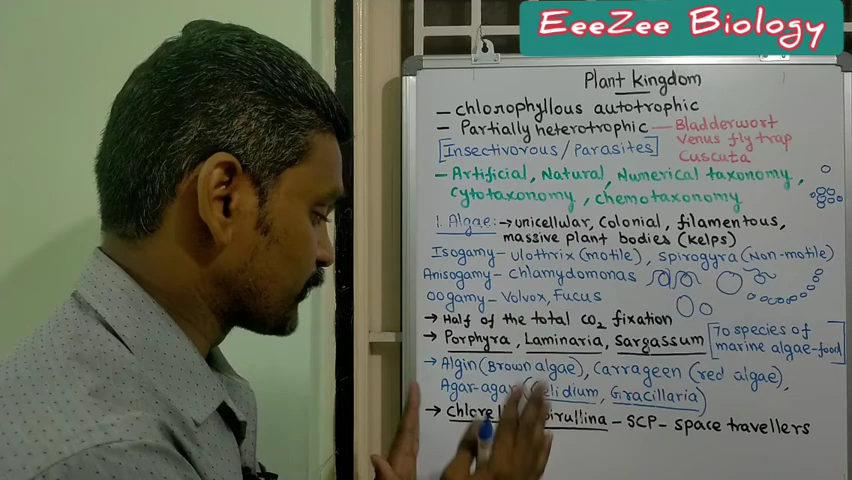 EeeZee Biology
Plant Kingdom
– chlorophyllous autotrophic
– Partially heterotrophic – Bladderwort
Venus fly trap
[Insectivorous/Parasites]
Cuscuta
– Artificial, Natural, Numerical taxonomy,
cytotaxonomy, chemotaxonomy
1. Algae: → unicellular, Colonial, filamentous,
massive plant bodies (kelps)
Isogamy – ulothrix (motile), spirogyra (Non-motile)
Anisogamy – Chlamydomonas
oogamy – Volvox, Fucus
→ Half of the total CO2 fixation
→ Porphyra, Laminaria, Sargassum [70 species of
marine algae-food]
→ Algin (Brown algae), Carrageen (red algae),
Agar-agar Gelidium, Gracillaria)
→ – SCP – space travellers